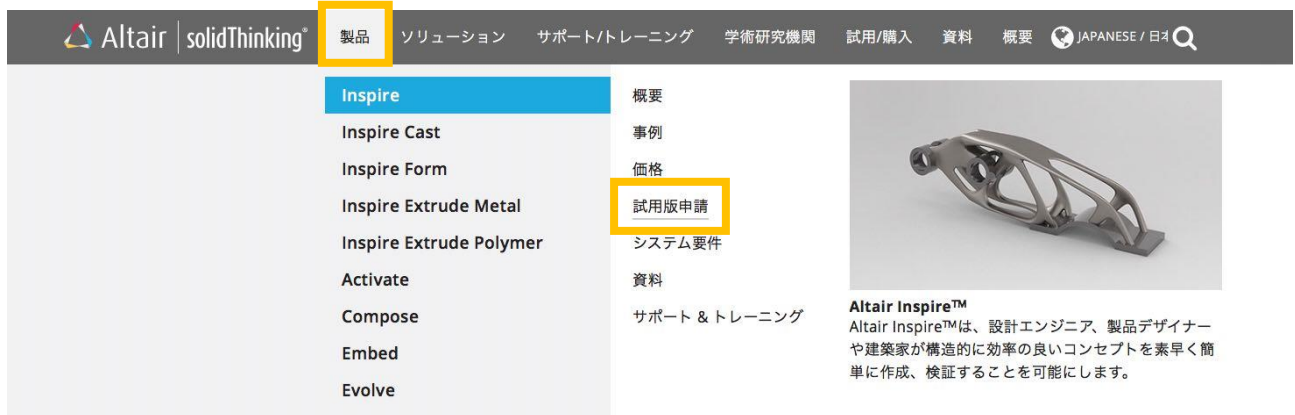 Altair | solidThinking® 製品 ソリューション サポート/トレーニング 学術研究機関 試用/購入 資料 概要 JAPANESE / 日本
Inspire
Inspire Cast
Inspire Form
Inspire Extrude Metal
Inspire Extrude Polymer
Activate
Compose
Embed
Evolve
概要
事例
価格
試用版申請
システム要件
資料
サポート & トレーニング
Altair Inspire™
Altair Inspire™は、設計エンジニア、製品デザイナー
や建築家が構造的に効率の良いコンセプトを素早く簡
単に作成、検証することを可能にします。